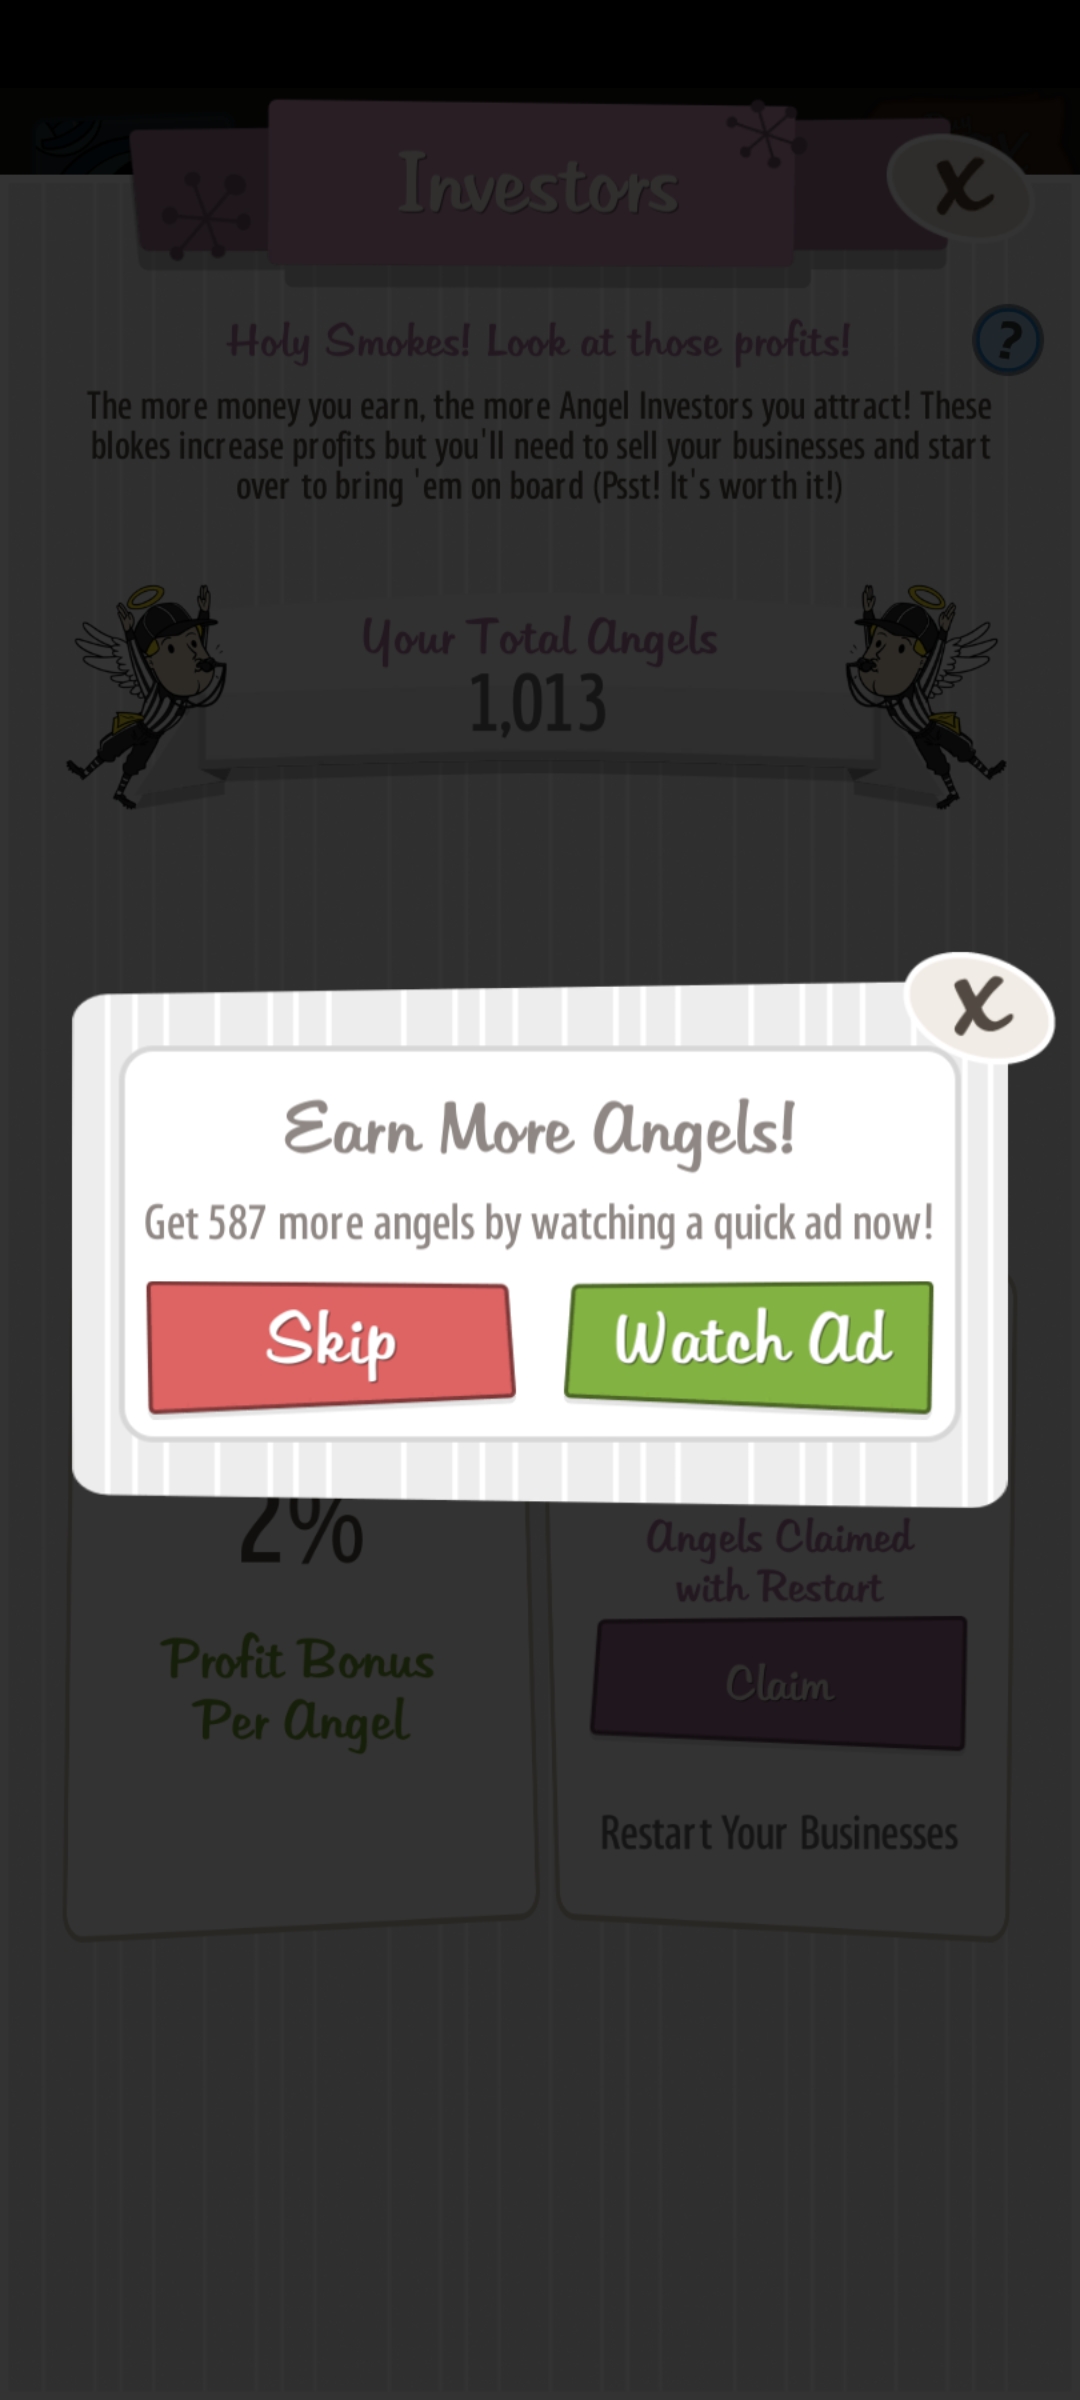 Investors
Holy Smokes! Look at those profits!
?
The more money you earn, the more Angel Investors you attract! These
blokes increase profits but you'll need to sell your businesses and start
over to bring 'em on board (Psst! It's worth it!)
Your Total Angels
1,013
Earn More Angels!
Get 587 more angels by watching a quick ad now!
Skip
Watch Ad
2%
Profit Bonus
Per Angel
Angels Claimed
with Restart
Claim
Restart Your Businesses